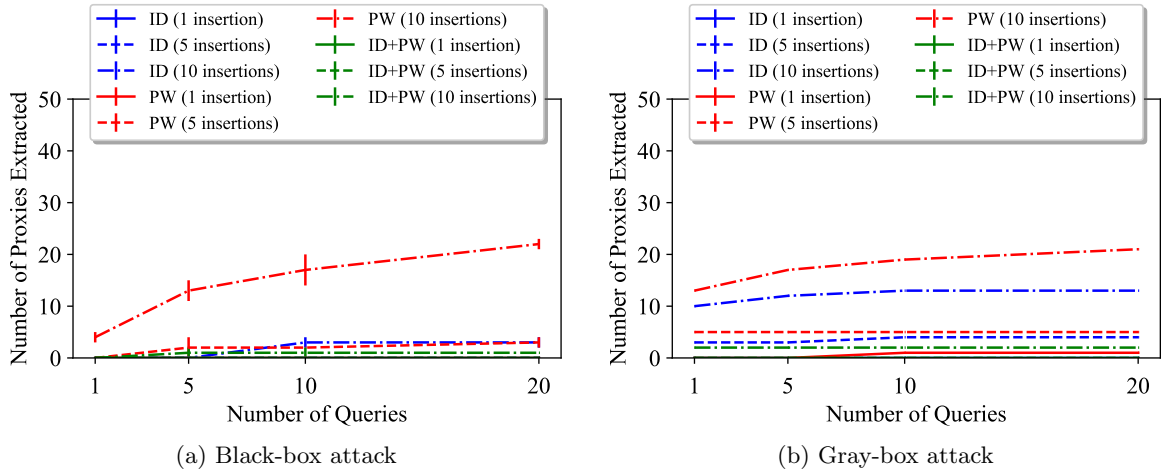 ID (1 insertion)
ID (5 insertions)
ID (10 insertions)
PW (1 insertion)
PW (5 insertions)
PW (10 insertions)
ID+PW (1 insertion)
ID+PW (5 insertions)
ID+PW (10 insertions)
Number of Proxies Extracted
50
40
30
20
10
0
1 5 10 20
Number of Queries
(a) Black-box attack
ID (1 insertion)
ID (5 insertions)
ID (10 insertions)
PW (1 insertion)
PW (5 insertions)
PW (10 insertions)
ID+PW (1 insertion)
ID+PW (5 insertions)
ID+PW (10 insertions)
Number of Proxies Extracted
50
40
30
20
10
0
1 5 10 20
Number of Queries
(b) Gray-box attack